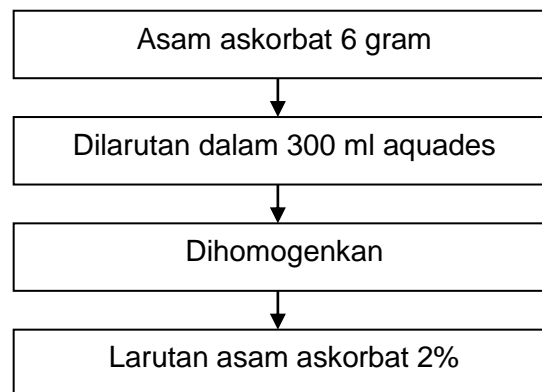 Asam askorbat 6 gram
Dilarutan dalam 300 ml aquades
Dihomogenkan
Larutan asam askorbat 2%